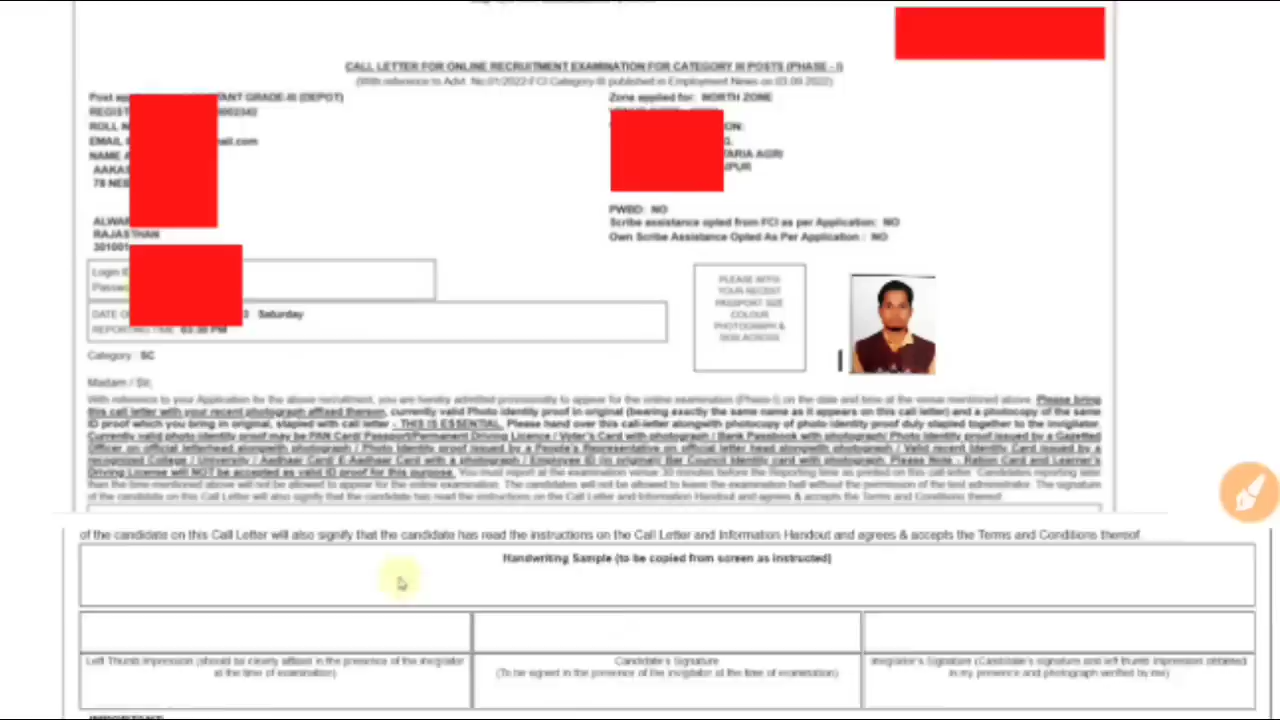 CALL LETTER FOR ONLINE RECRUITMENT EXAMINATION FOR CATEGORY III POSTS (PHASE - I)
(With reference to Advt. No.01/2022-FCI Category-III published in Employment News on 03.09.2022)
Post GRADE-III (DEPOT)
Zone applied for: NORTH ZONE
ROLL
EMAIL ail.com
NAME
TARIA AGRI
AAKAS
IPUR
78
ALWAR
RAJASTHAN
301001
PWBD: NO
Scribe assistance opted from FCI as per Application: NO
Own Scribe Assistance Opted As Per Application : NO
Login
Passwo
DATE O 3 Saturday
REPORTING TIME 03:30 PM
PLEASE AFFIX
YOUR RECENT
PASSPORT SIZE
COLOUR
PHOTOGRAPH &
SIGN ACROSS
Category : SC
Madam / Sir,
With reference to your Application for the above recruitment, you are hereby admitted provisionally to appear for the online examination (Phase-I) on the date and time at the venue mentioned above. Please bring
this call letter with your recent photograph affixed thereon, currently valid Photo identity proof in original (bearing exactly the same name as it appears on this call letter) and a photocopy of the same
ID proof which you bring in original, stapled with call letter - THIS IS ESSENTIAL. Please hand over this call-letter alongwith photocopy of photo identity proof duly stapled together to the invigilator.
Currently valid photo identity proof may be PAN Card/ Passport/Permanent Driving Licence / Voter's Card with photograph / Bank Passbook with photograph/ Photo identity proof issued by a Gazetted
Officer on official letterhead alongwith photograph / Photo identity proof issued by a People's Representative on official letter head alongwith photograph / Valid recent Identity Card issued by a
recognized College / University / Aadhaar Card / E-Aadhaar Card with a photograph / Employee ID (in original)/ Bar Council Identity card with photograph. Please Note - Ration Card and Learner's
Driving License will NOT be accepted as valid ID proof for this purpose. You must report at the examination venue minutes before the Reporting time as printed on this call letter. Candidates reporting later
than the time mentioned above will not be allowed to appear for the online examination. The candidates will not be allowed to leave the examination hall without the permission of the test administrator. The signature
of the candidate on this Call Letter will also signify that the candidate has read the instructions on the Call Letter and Information Handout and agrees & accepts the Terms and Conditions thereof.
of the candidate on this Call Letter will also signify that the candidate has read the instructions on the Call Letter and Information Handout and agrees & accepts the Terms and Conditions thereof.
Handwriting Sample (to be copied from screen as instructed)
Left Thumb Impression (should be clearly affixed in the presence of the invigilator
at the time of examination)
Candidate's Signature
(To be signed in the presence of the invigilator at the time of examination)
Invigilator's Signature (Candidate's signature and left thumb impression obtained
in my presence and photograph verified by me)